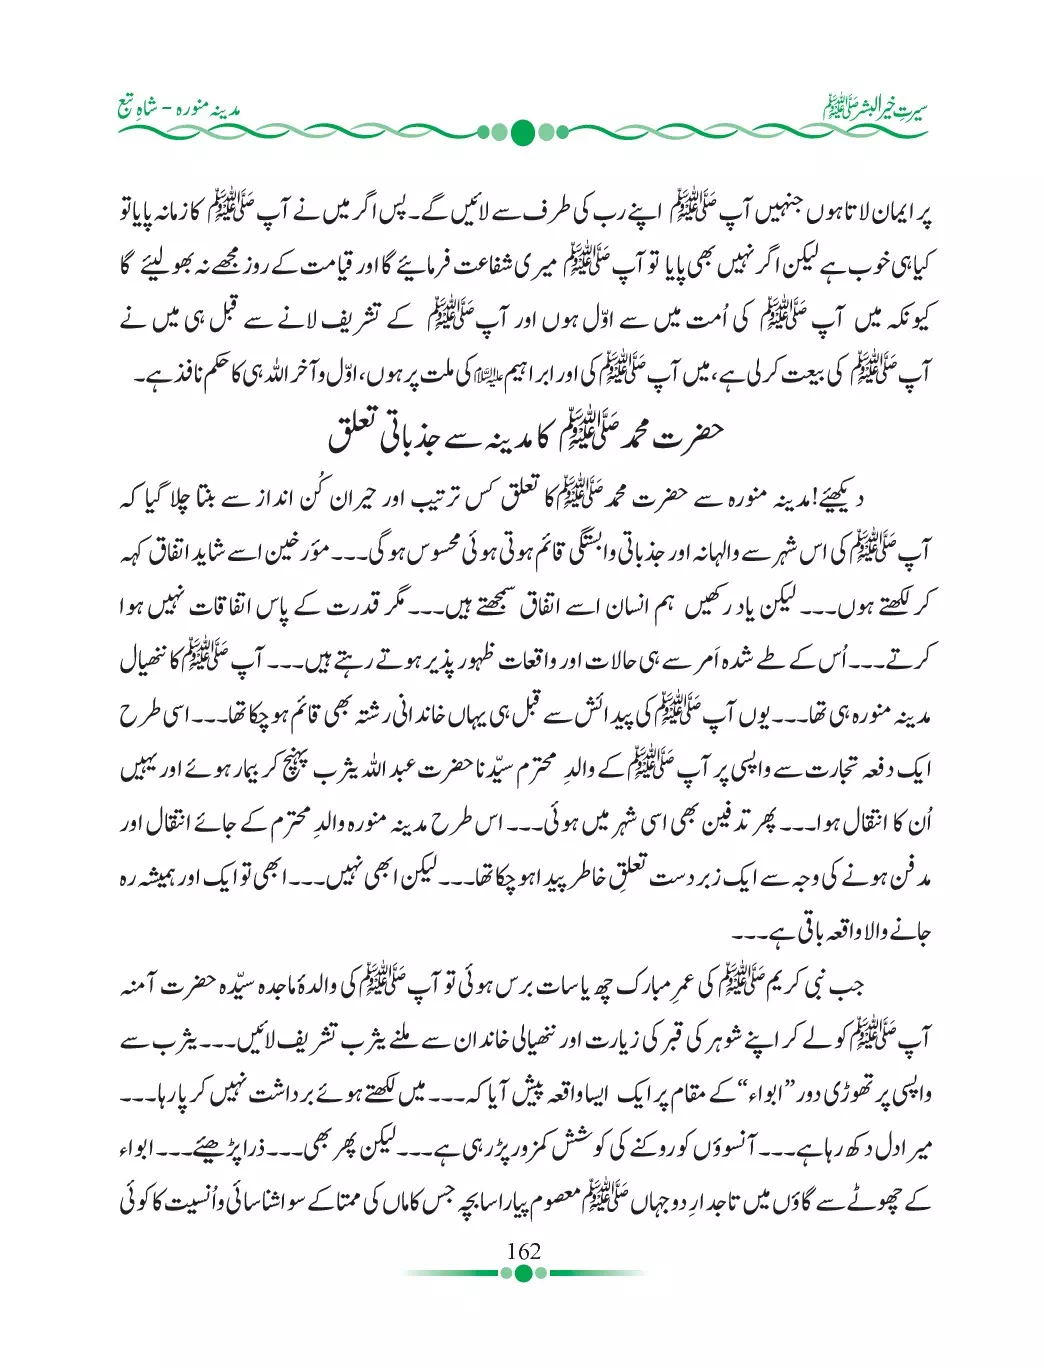 سیرتِ خیرالبشر ﷺ
مدینہ منورہ - شاہِ تبع
پر ایمان لاتا ہوں جنہیں آپ ﷺ اپنے رب کی طرف سے لائیں گے۔ پس اگر میں نے آپ ﷺ کا زمانہ پایا تو
کیا ہی خوب ہے لیکن اگر نہیں بھی پایا تو آپ ﷺ میری شفاعت فرمائیے گا اور قیامت کے روز مجھے نہ بھولیئے گا
کیونکہ میں آپ ﷺ کی اُمت میں سے اوّل ہوں اور آپ ﷺ کے تشریف لانے سے قبل ہی میں نے
آپ ﷺ کی بیعت کر لی ہے، میں آپ ﷺ کی اور ابراہیم علیہ السلام کی ملت پر ہوں، اوّل و آخر اللہ ہی کا حکم نافذ ہے۔
حضرت محمد ﷺ کا مدینہ سے جذباتی تعلق
دیکھیئے! مدینہ منورہ سے حضرت محمد ﷺ کا تعلق کس ترتیب اور حیران کُن انداز سے بنتا چلا گیا کہ
آپ ﷺ کی اس شہر سے والہانہ اور جذباتی وابستگی قائم ہوتی ہوئی محسوس ہوگی۔۔۔ مؤرخین اسے شاید اتفاق کہہ
کر لکھتے ہوں۔۔۔ لیکن یاد رکھیں ہم انسان اسے اتفاق سمجھتے ہیں۔۔۔ مگر قدرت کے پاس اتفاقات نہیں ہوا
کرتے۔۔۔ اُس کے طے شدہ اَمر سے ہی حالات اور واقعات ظہور پذیر ہوتے رہتے ہیں۔۔۔ آپ ﷺ کا ننھیال
مدینہ منورہ ہی تھا۔۔۔ یوں آپ ﷺ کی پیدائش سے قبل ہی یہاں خاندانی رشتہ بھی قائم ہو چکا تھا۔۔۔ اسی طرح
ایک دفعہ تجارت سے واپسی پر آپ ﷺ کے والدِ محترم سیّدنا حضرت عبداللہ یثرب پہنچ کر بیمار ہوئے اور یہیں
اُن کا انتقال ہوا۔۔۔ پھر تدفین بھی اسی شہر میں ہوئی۔۔۔ اس طرح مدینہ منورہ والدِ محترم کے جائے انتقال اور
مدفن ہونے کی وجہ سے ایک زبردست تعلقِ خاطر پیدا ہو چکا تھا۔۔۔ لیکن ابھی نہیں۔۔۔ ابھی تو ایک اور ہمیشہ رہ
جانے والا واقعہ باقی ہے۔۔۔
جب نبی کریم ﷺ کی عمرِ مبارک چھ یا سات برس ہوئی تو آپ ﷺ کی والدۂ ماجدہ سیّدہ حضرت آمنہ
آپ ﷺ کو لے کر اپنے شوہر کی قبر کی زیارت اور ننھیالی خاندان سے ملنے یثرب تشریف لائیں۔۔۔ یثرب سے
واپسی پر تھوڑی دور ”ابواء“ کے مقام پر ایک ایسا واقعہ پیش آیا کہ۔۔۔ میں لکھتے ہوئے برداشت نہیں کر پا رہا۔۔۔
میرا دل دکھ رہا ہے۔۔۔ آنسوؤں کو روکنے کی کوشش کمزور پڑ رہی ہے۔۔۔ لیکن پھر بھی۔۔۔ ذرا پڑھیئے۔۔۔ ابواء
کے چھوٹے سے گاؤں میں تاجدارِ دو جہاں ﷺ معصوم پیارا سا بچہ جس کا ماں کی ممتا کے سوا شناسائی و اُنسیت کا کوئی
162